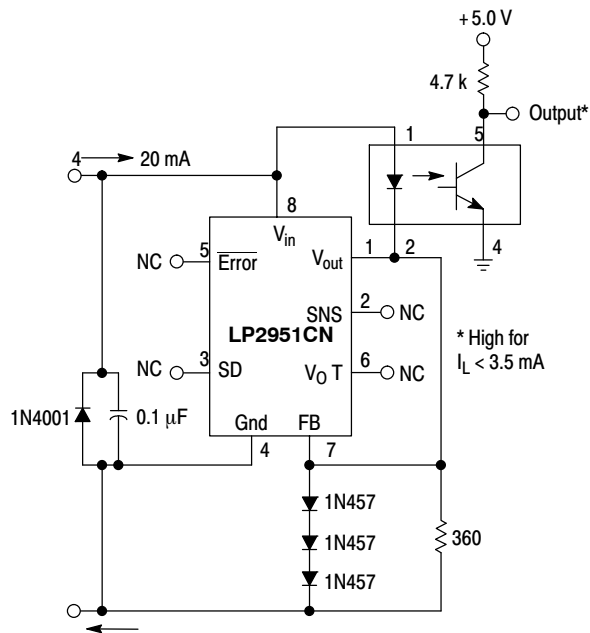 + 5.0 V
4.7 k
Output*
1
5
4
20 mA
8
Vin
4
5
NC
Error
Vout
1
2
SNS
2
NC
LP2951CN
* High for
IL < 3.5 mA
NC
3
SD
VO T
6
NC
1N4001
0.1 μF
Gnd
FB
4
7
1N457
360
1N457
1N457